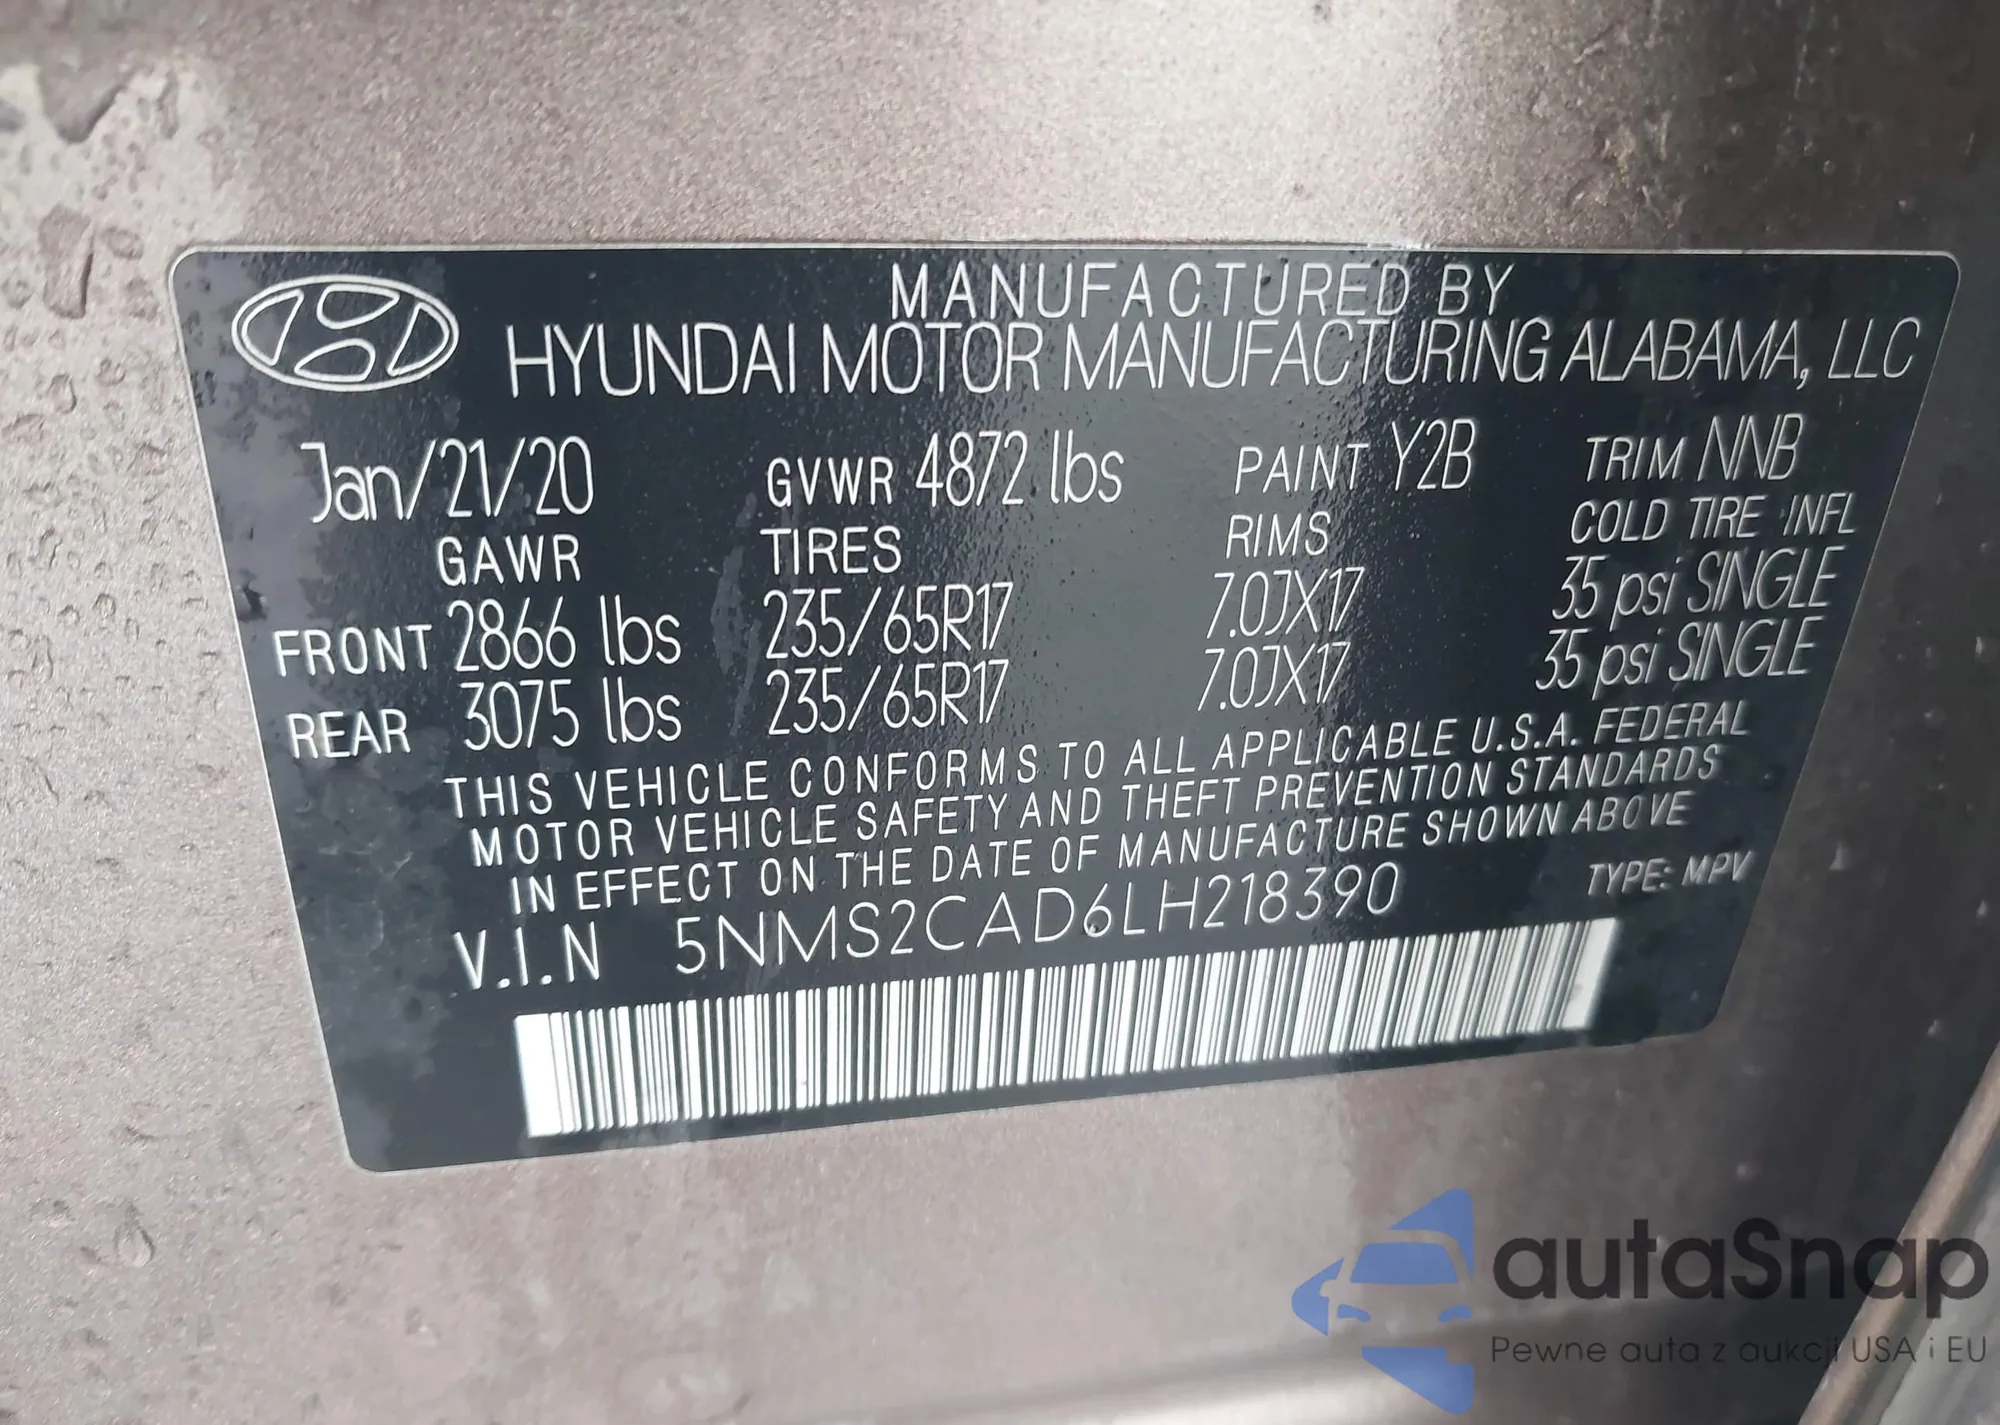 MANUFACTURED BY
HYUNDAI MOTOR MANUFACTURING ALABAMA, LLC
Jan/21/20 GVWR 4872 lbs PAINT Y2B TRIM NNB
GAWR TIRES RIMS COLD TIRE INFL
FRONT 2866 lbs 235/65R17 7.0JX17 35 psi SINGLE
REAR 3075 lbs 235/65R17 7.0JX17 35 psi SINGLE
THIS VEHICLE CONFORMS TO ALL APPLICABLE U.S.A. FEDERAL
MOTOR VEHICLE SAFETY AND THEFT PREVENTION STANDARDS
IN EFFECT ON THE DATE OF MANUFACTURE SHOWN ABOVE
V.I.N 5NMS2CAD6LH218390 TYPE: MPV
autaSnap
Pewne auta z aukcji USA i EU